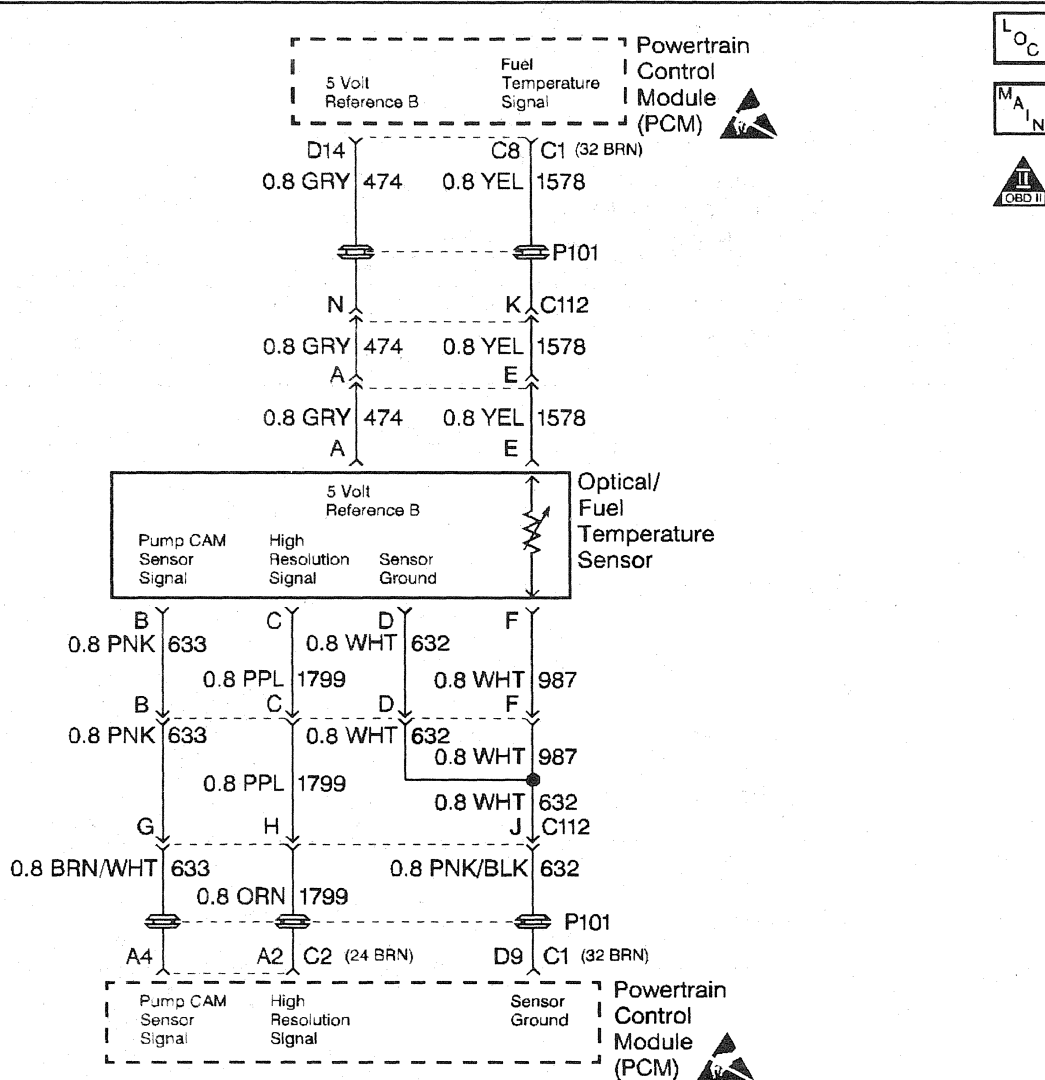 Powertrain
Control
Module
(PCM)
5 Volt
Reference B
Fuel
Temperature
Signal
LOC
MAIN
II
OBD II
D14
C8 C1 (32 BRN)
0.8 GRY 474 0.8 YEL 1578
P101
N K C112
0.8 GRY 474 0.8 YEL 1578
A E
0.8 GRY 474 0.8 YEL 1578
A E
Optical/
Fuel
Temperature
Sensor
5 Volt
Reference B
Pump CAM
Sensor
Signal
High
Resolution
Signal
Sensor
Ground
B C D F
0.8 PNK 633 0.8 WHT 632
0.8 PPL 1799 0.8 WHT 987
B C D F
0.8 PNK 633 0.8 WHT 632
0.8 WHT 987
0.8 PPL 1799
0.8 WHT 632
G H J C112
0.8 BRN/WHT 633 0.8 PNK/BLK 632
0.8 ORN 1799
P101
A4 A2 C2 (24 BRN) D9 C1 (32 BRN)
Pump CAM
Sensor
Signal
High
Resolution
Signal
Sensor
Ground
Powertrain
Control
Module
(PCM)